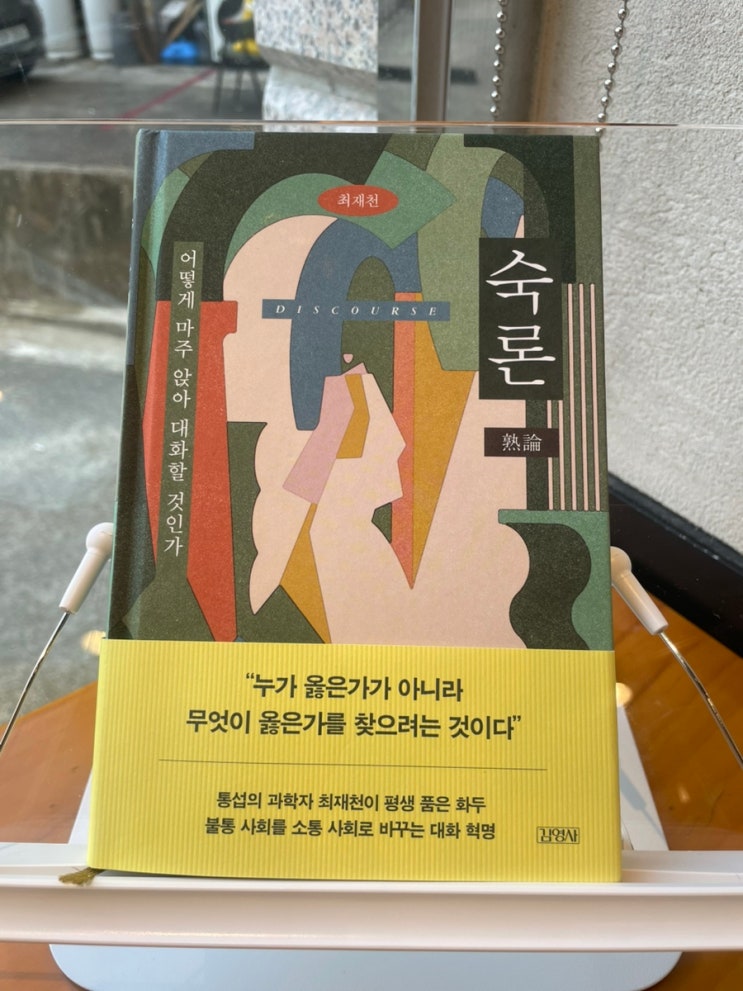 최재천
숙론
熟論
DISCOURSE
어떻게 마주 앉아 대화할 것인가
“누가 옳은가가 아니라
무엇이 옳은가를 찾으려는 것이다”
통섭의 과학자 최재천이 평생 품은 화두
불통 사회를 소통 사회로 바꾸는 대화 혁명
김영사